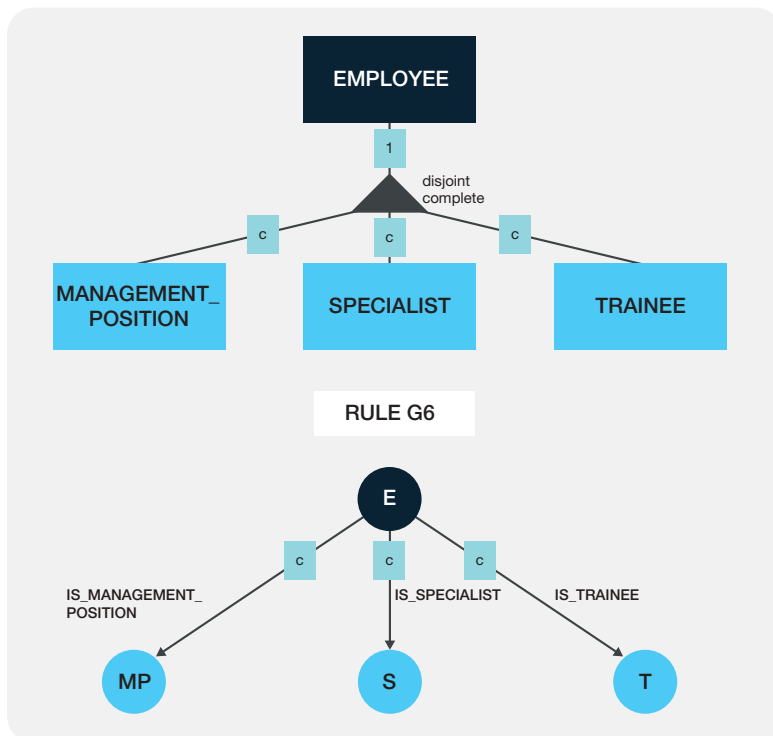 EMPLOYEE
1
disjoint
complete
c
c
c
MANAGEMENT_
POSITION
SPECIALIST
TRAINEE
RULE G6
E
c
c
c
IS_MANAGEMENT_
POSITION
IS_SPECIALIST
IS_TRAINEE
MP
S
T